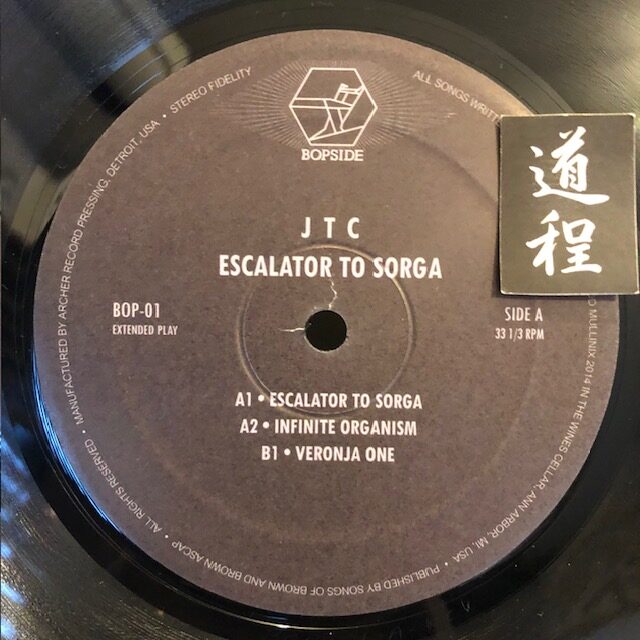 BOPSIDE
J T C
ESCALATOR TO SORGA
BOP-01
EXTENDED PLAY
SIDE A
33 1/3 RPM
A1 • ESCALATOR TO SORGA
A2 • INFINITE ORGANISM
B1 • VERONJA ONE
道程
• ALL RIGHTS RESERVED • MANUFACTURED BY ARCHER RECORD PRESSING, DETROIT, USA • STEREO FIDELITY
ALL SONGS WRITT
MULLINIX 2014 IN THE WINES CELLAR, ANN ARBOR, MI, USA • PUBLISHED BY SONGS OF BROWN AND BROWN ASCAP